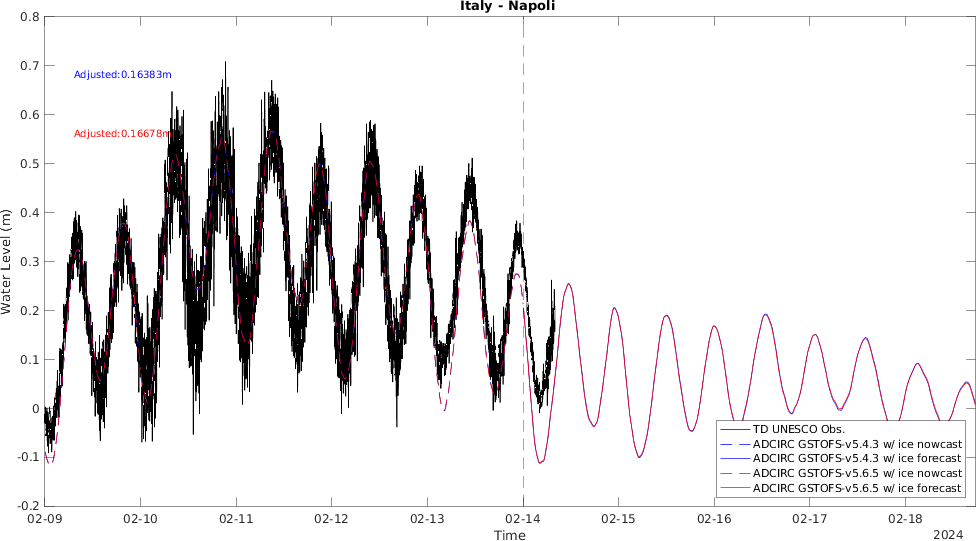 Italy - Napoli
0.8
0.7
0.6
0.5
0.4
0.3
0.2
0.1
0
-0.1
-0.2
Water Level (m)
Adjusted:0.16383m
Adjusted:0.16678m
TD UNESCO Obs.
ADCIRC GSTOFS-v5.4.3 w/ ice nowcast
ADCIRC GSTOFS-v5.4.3 w/ ice forecast
ADCIRC GSTOFS-v5.6.5 w/ ice nowcast
ADCIRC GSTOFS-v5.6.5 w/ ice forecast
02-09 02-10 02-11 02-12 02-13 02-14 02-15 02-16 02-17 02-18
Time
2024